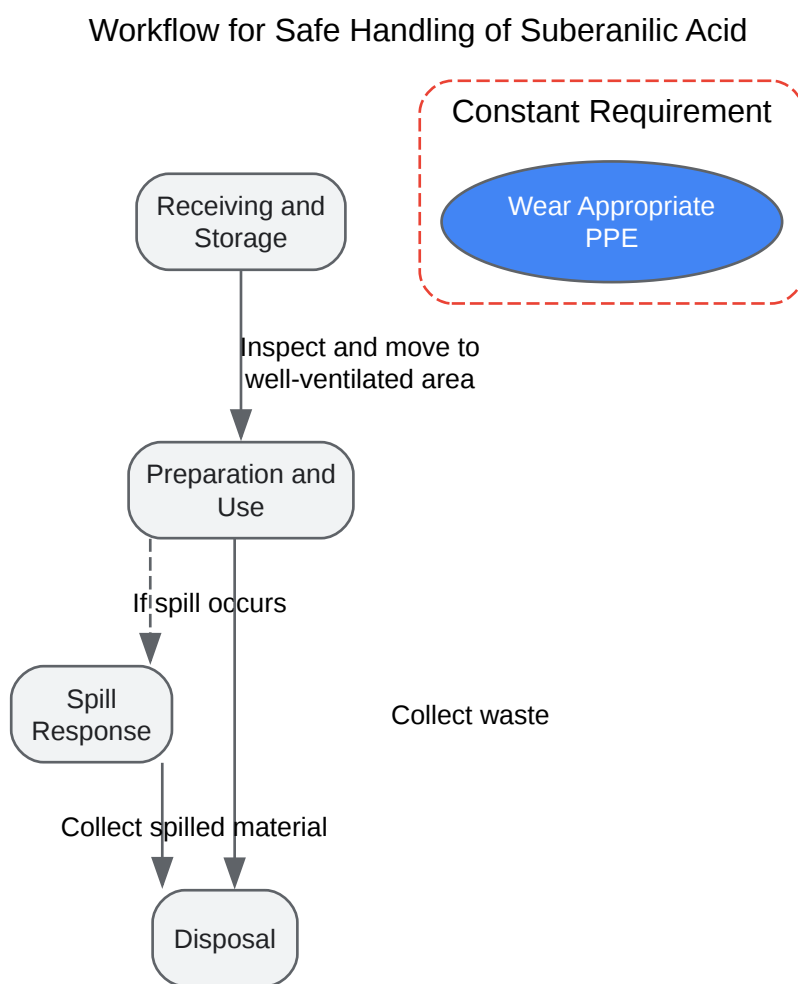 Workflow for Safe Handling of Suberanilic Acid
Constant Requirement
Wear Appropriate
PPE
Receiving and
Storage
Inspect and move to
well-ventilated area
Preparation and
Use
If spill occurs
Spill
Response
Collect waste
Collect spilled material
Disposal